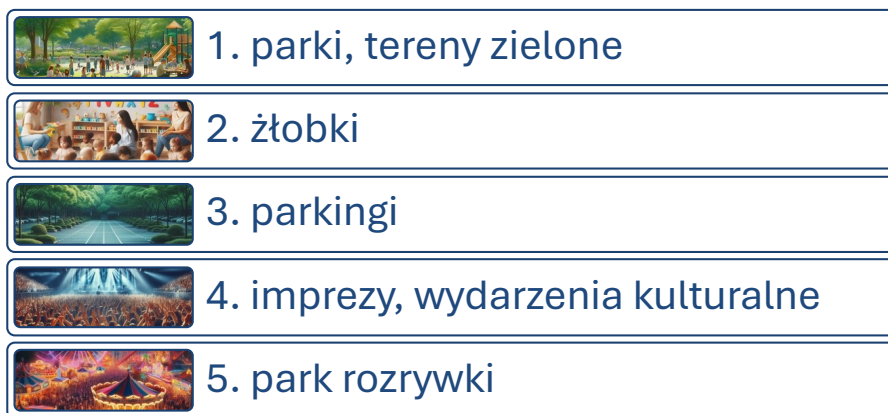 1. parki, tereny zielone
2. żłobki
3. parkingi
4. imprezy, wydarzenia kulturalne
5. park rozrywki